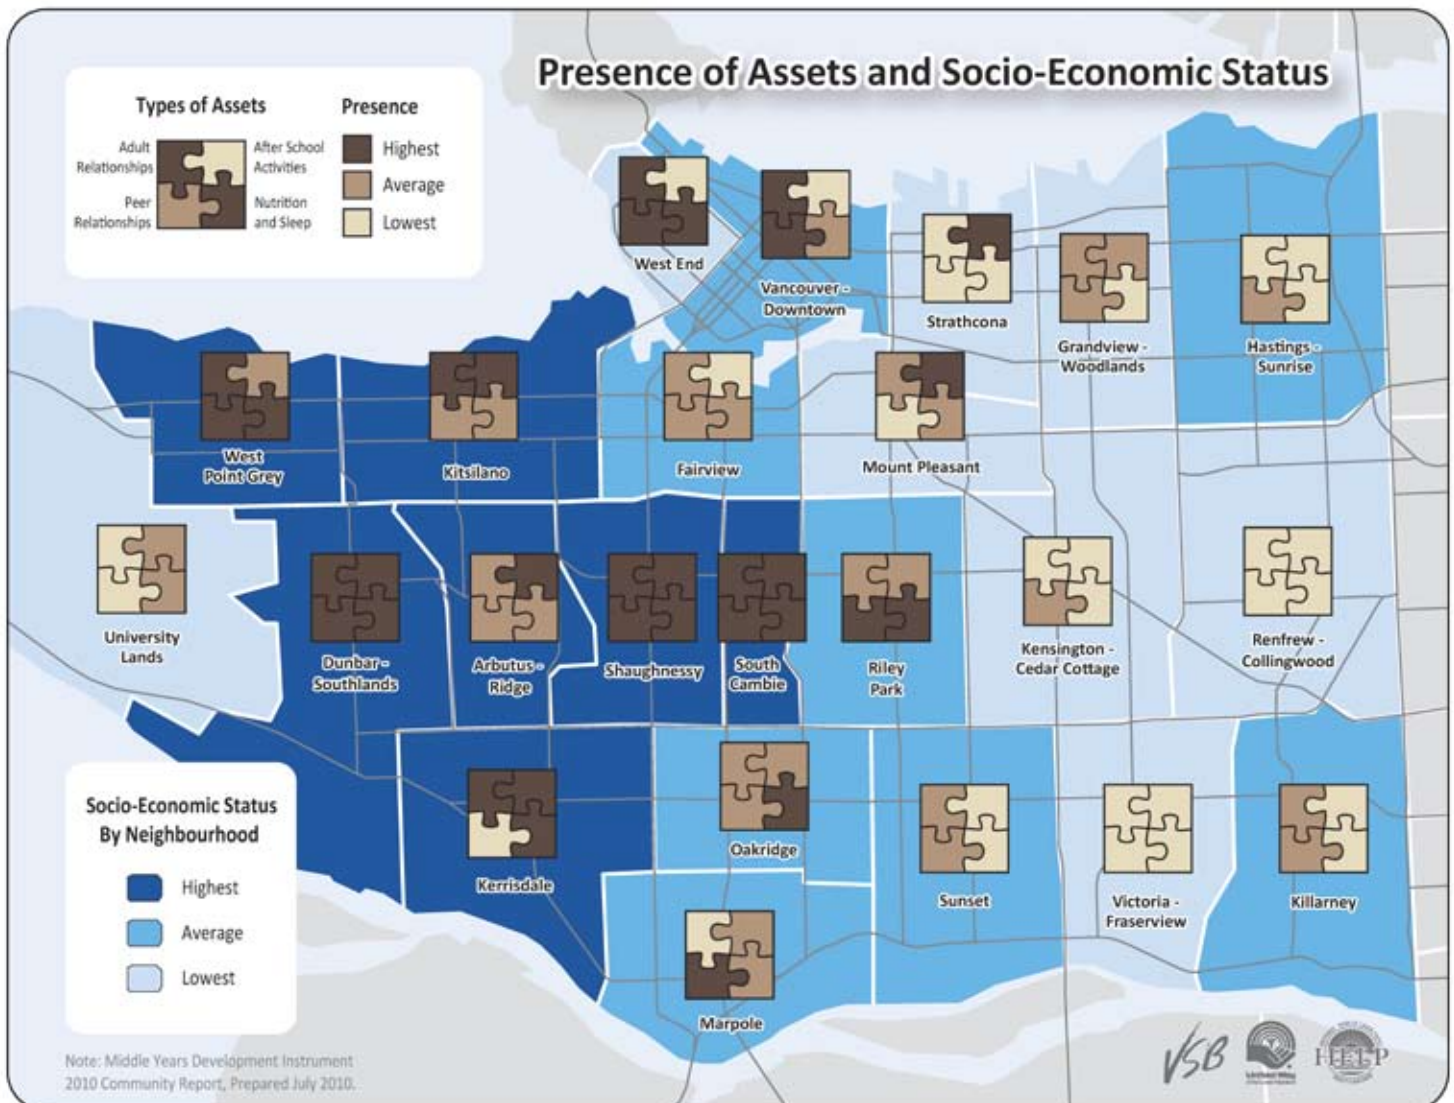 Presence of Assets and Socio-Economic Status
Types of Assets
Presence
Adult
Relationships
After School
Activities
Peer
Relationships
Nutrition
and Sleep
Highest
Average
Lowest
West End
Vancouver -
Downtown
Strathcona
Grandview -
Woodlands
Hastings -
Sunrise
West
Point Grey
Kitsilano
Fairview
Mount Pleasant
University
Lands
Dunbar -
Southlands
Arbutus -
Ridge
Shaughnessy
South
Cambie
Riley
Park
Kensington -
Cedar Cottage
Renfrew -
Collingwood
Kerrisdale
Oakridge
Sunset
Victoria -
Fraserview
Killarney
Marpole
Socio-Economic Status
By Neighbourhood
Highest
Average
Lowest
Note: Middle Years Development Instrument
2010 Community Report, Prepared July 2010.
VSB
United Way
HELP